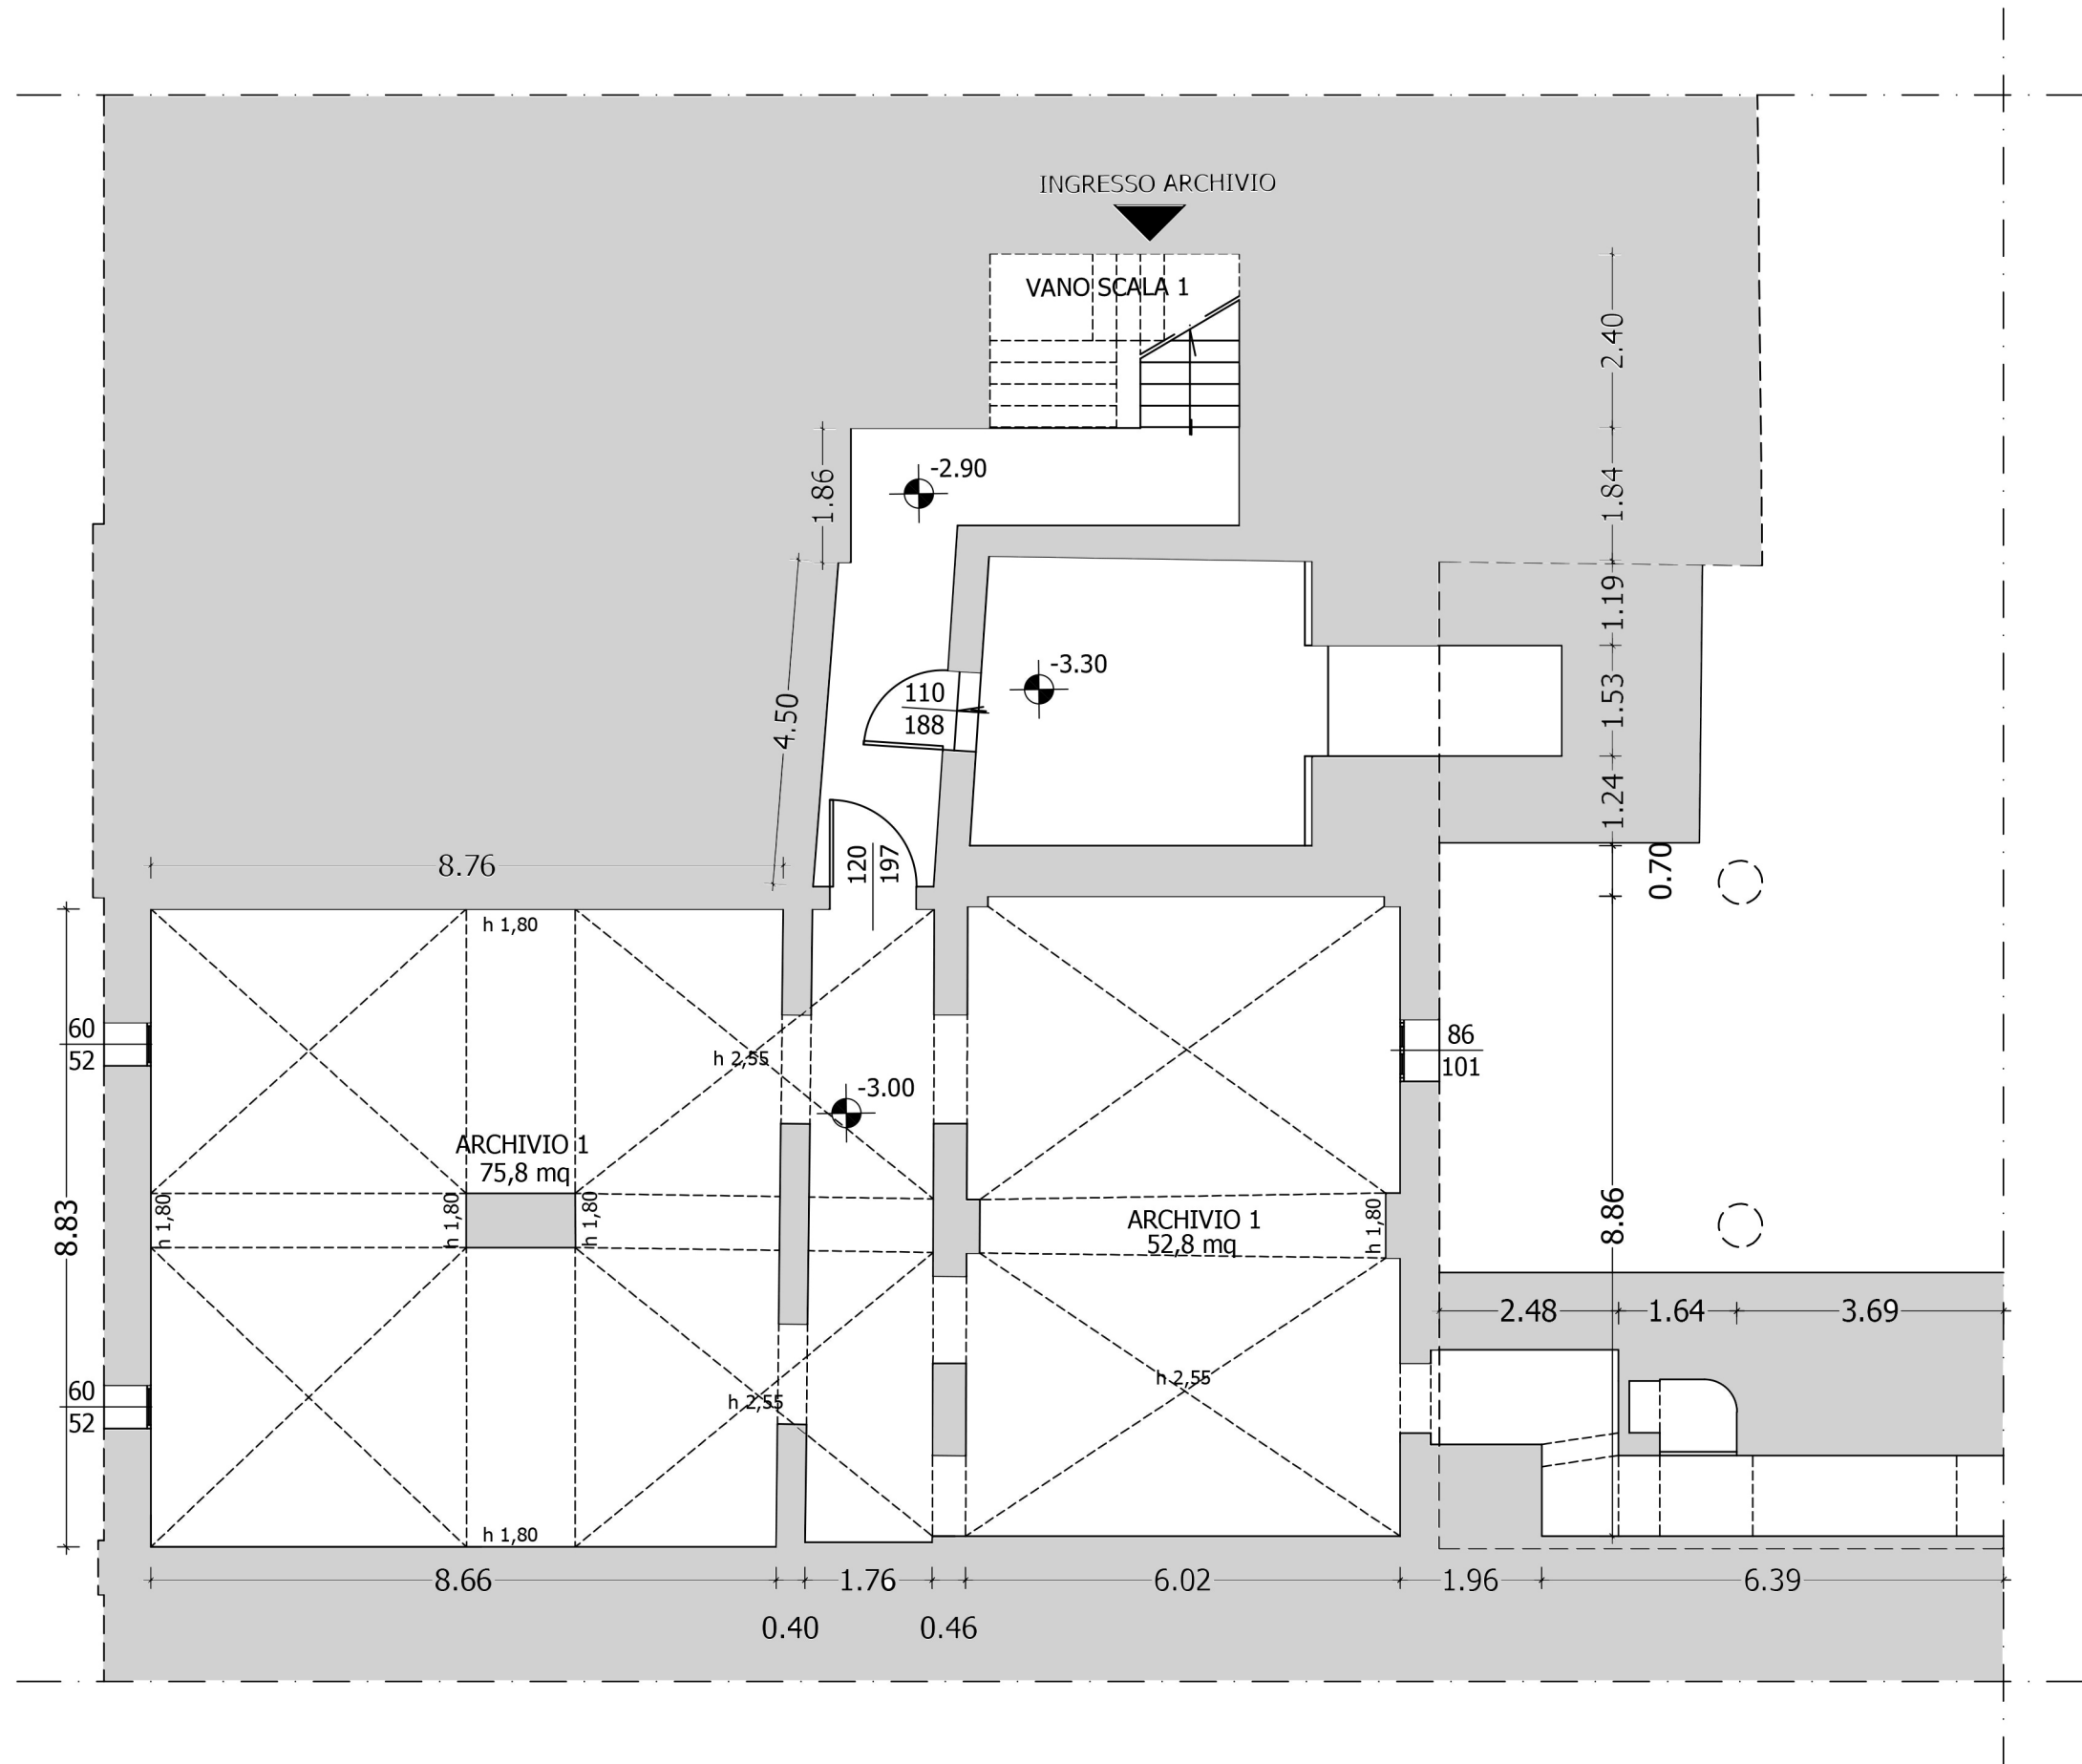 INGRESSO ARCHIVIO
VANO SCALA 1
2.40
-2.90
1.86
1.84
1.19
-3.30
110
188
4.50
1.53
1.24
120
197
0.70
8.76
h 1,80
60
52
h 2,55
86
101
-3.00
ARCHIVIO 1
75,8 mq
h 1,80
h 1,80
h 1,80
8.83
ARCHIVIO 1
52,8 mq
h 1,80
8.86
2.48
1.64
3.69
60
52
h 2,55
h 2,55
h 1,80
8.66
1.76
6.02
1.96
6.39
0.40
0.46